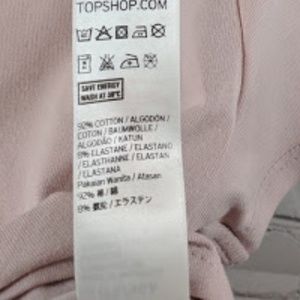 TOPSHOP.COM
SAVE ENERGY
WASH AT 30°C
92% COTTON / ALGODÓN /
COTON / BAUMWOLLE /
ALGODÃO / KATUN
8% ELASTANE / ELASTANO
/ ELASTHANNE / ELASTAN
/ ELASTANA
Pakaian Wanita / Atasan
92% 棉 / 綿
8% 氨纶 / エラステン